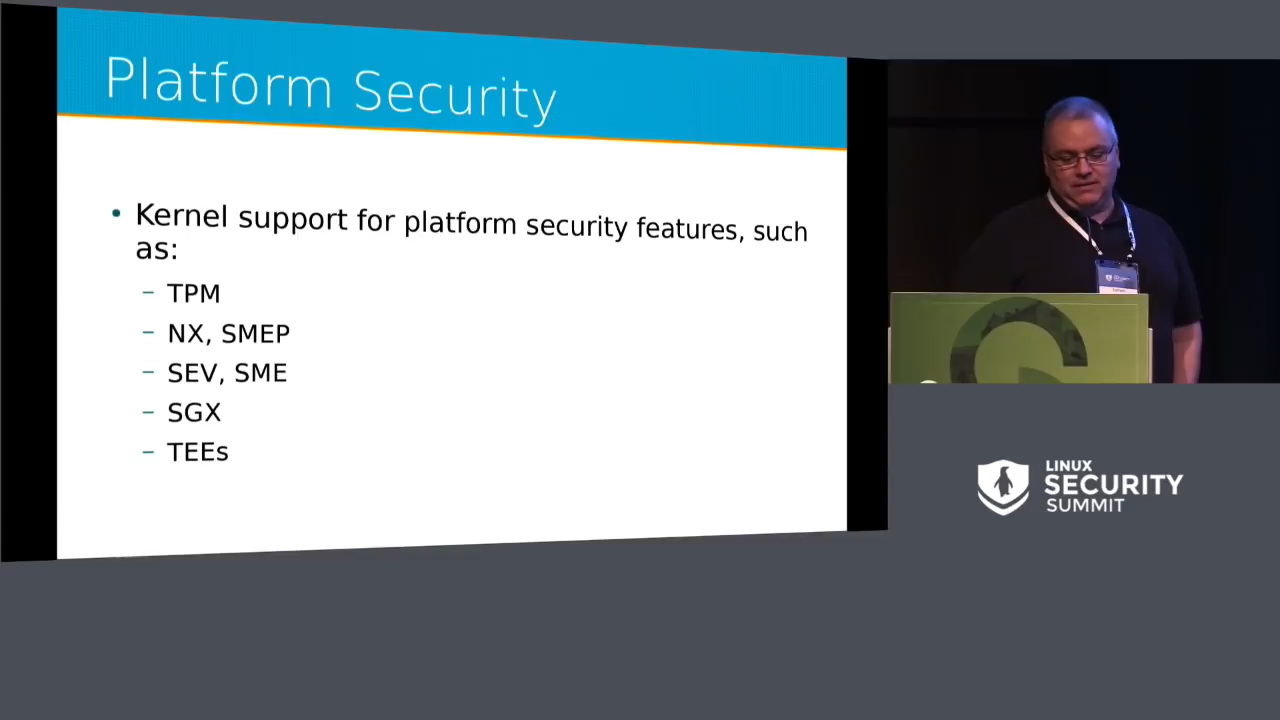 Platform Security
• Kernel support for platform security features, such
as:
– TPM
– NX, SMEP
– SEV, SME
– SGX
– TEEs
LINUX
SECURITY
SUMMIT